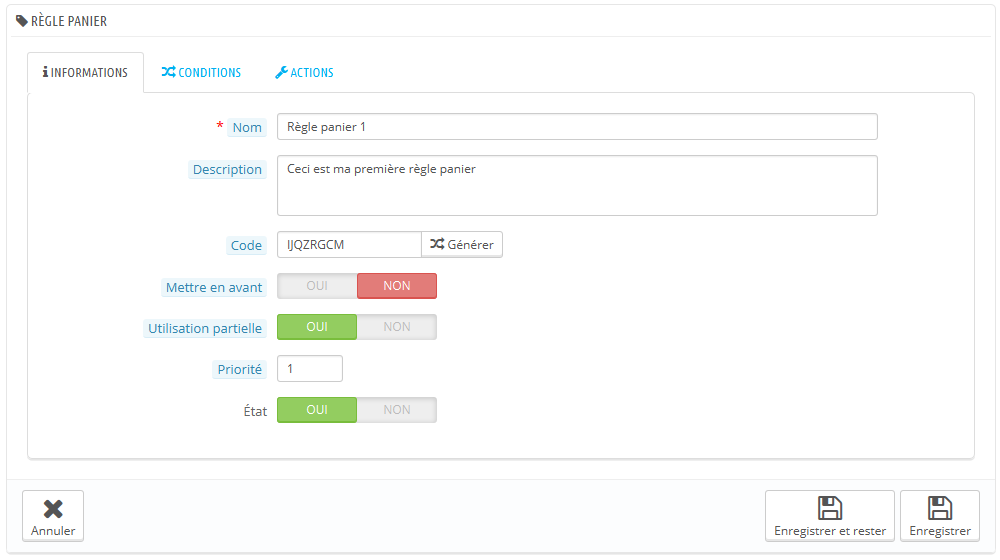 RÈGLE PANIER
INFORMATIONS CONDITIONS ACTIONS
* Nom Règle panier 1
Description Ceci est ma première règle panier
Code IJQZRGCM Générer
Mettre en avant OUI NON
Utilisation partielle OUI NON
Priorité 1
État OUI NON
Annuler Enregistrer et rester Enregistrer